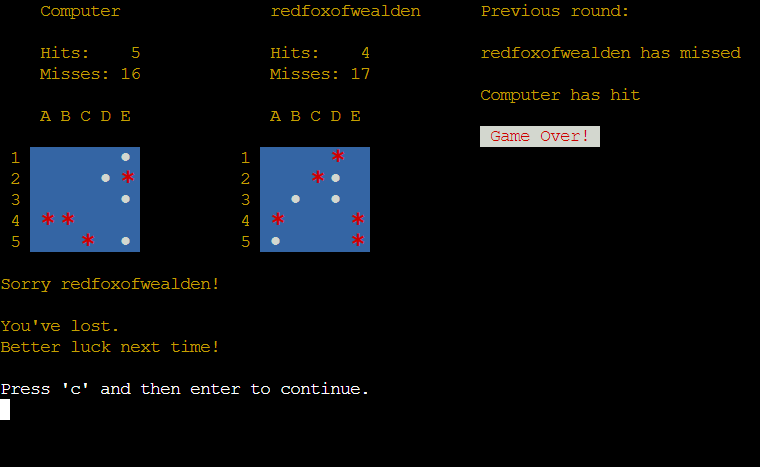 Computer redfoxofwealden Previous round:
Hits: 5 Hits: 4 redfoxofwealden has missed
Misses: 16 Misses: 17
Computer has hit
A B C D E A B C D E
Game Over!
1 ● 1 *
2 ● * 2 * ●
3 ● 3 ● ●
4 * * 4 * *
5 * ● 5 ● *
Sorry redfoxofwealden!
You've lost.
Better luck next time!
Press 'c' and then enter to continue.